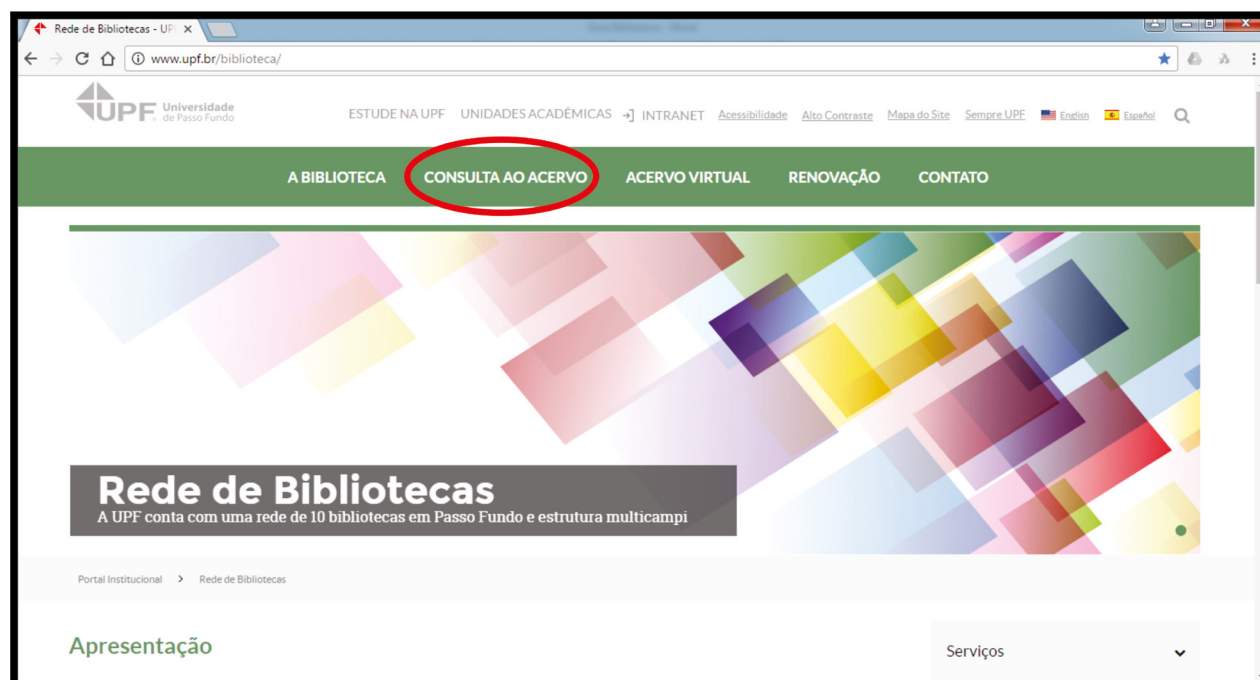 Rede de Bibliotecas - UP
www.upf.br/biblioteca/
UPF Universidade de Passo Fundo
ESTUDE NA UPF UNIDADES ACADÊMICAS INTRANET Acessibilidade Alto Contraste Mapa do Site Sempre UPF English Español
A BIBLIOTECA CONSULTA AO ACERVO ACERVO VIRTUAL RENOVAÇÃO CONTATO
Rede de Bibliotecas
A UPF conta com uma rede de 10 bibliotecas em Passo Fundo e estrutura multicampi
Portal Institucional > Rede de Bibliotecas
Apresentação
Serviços